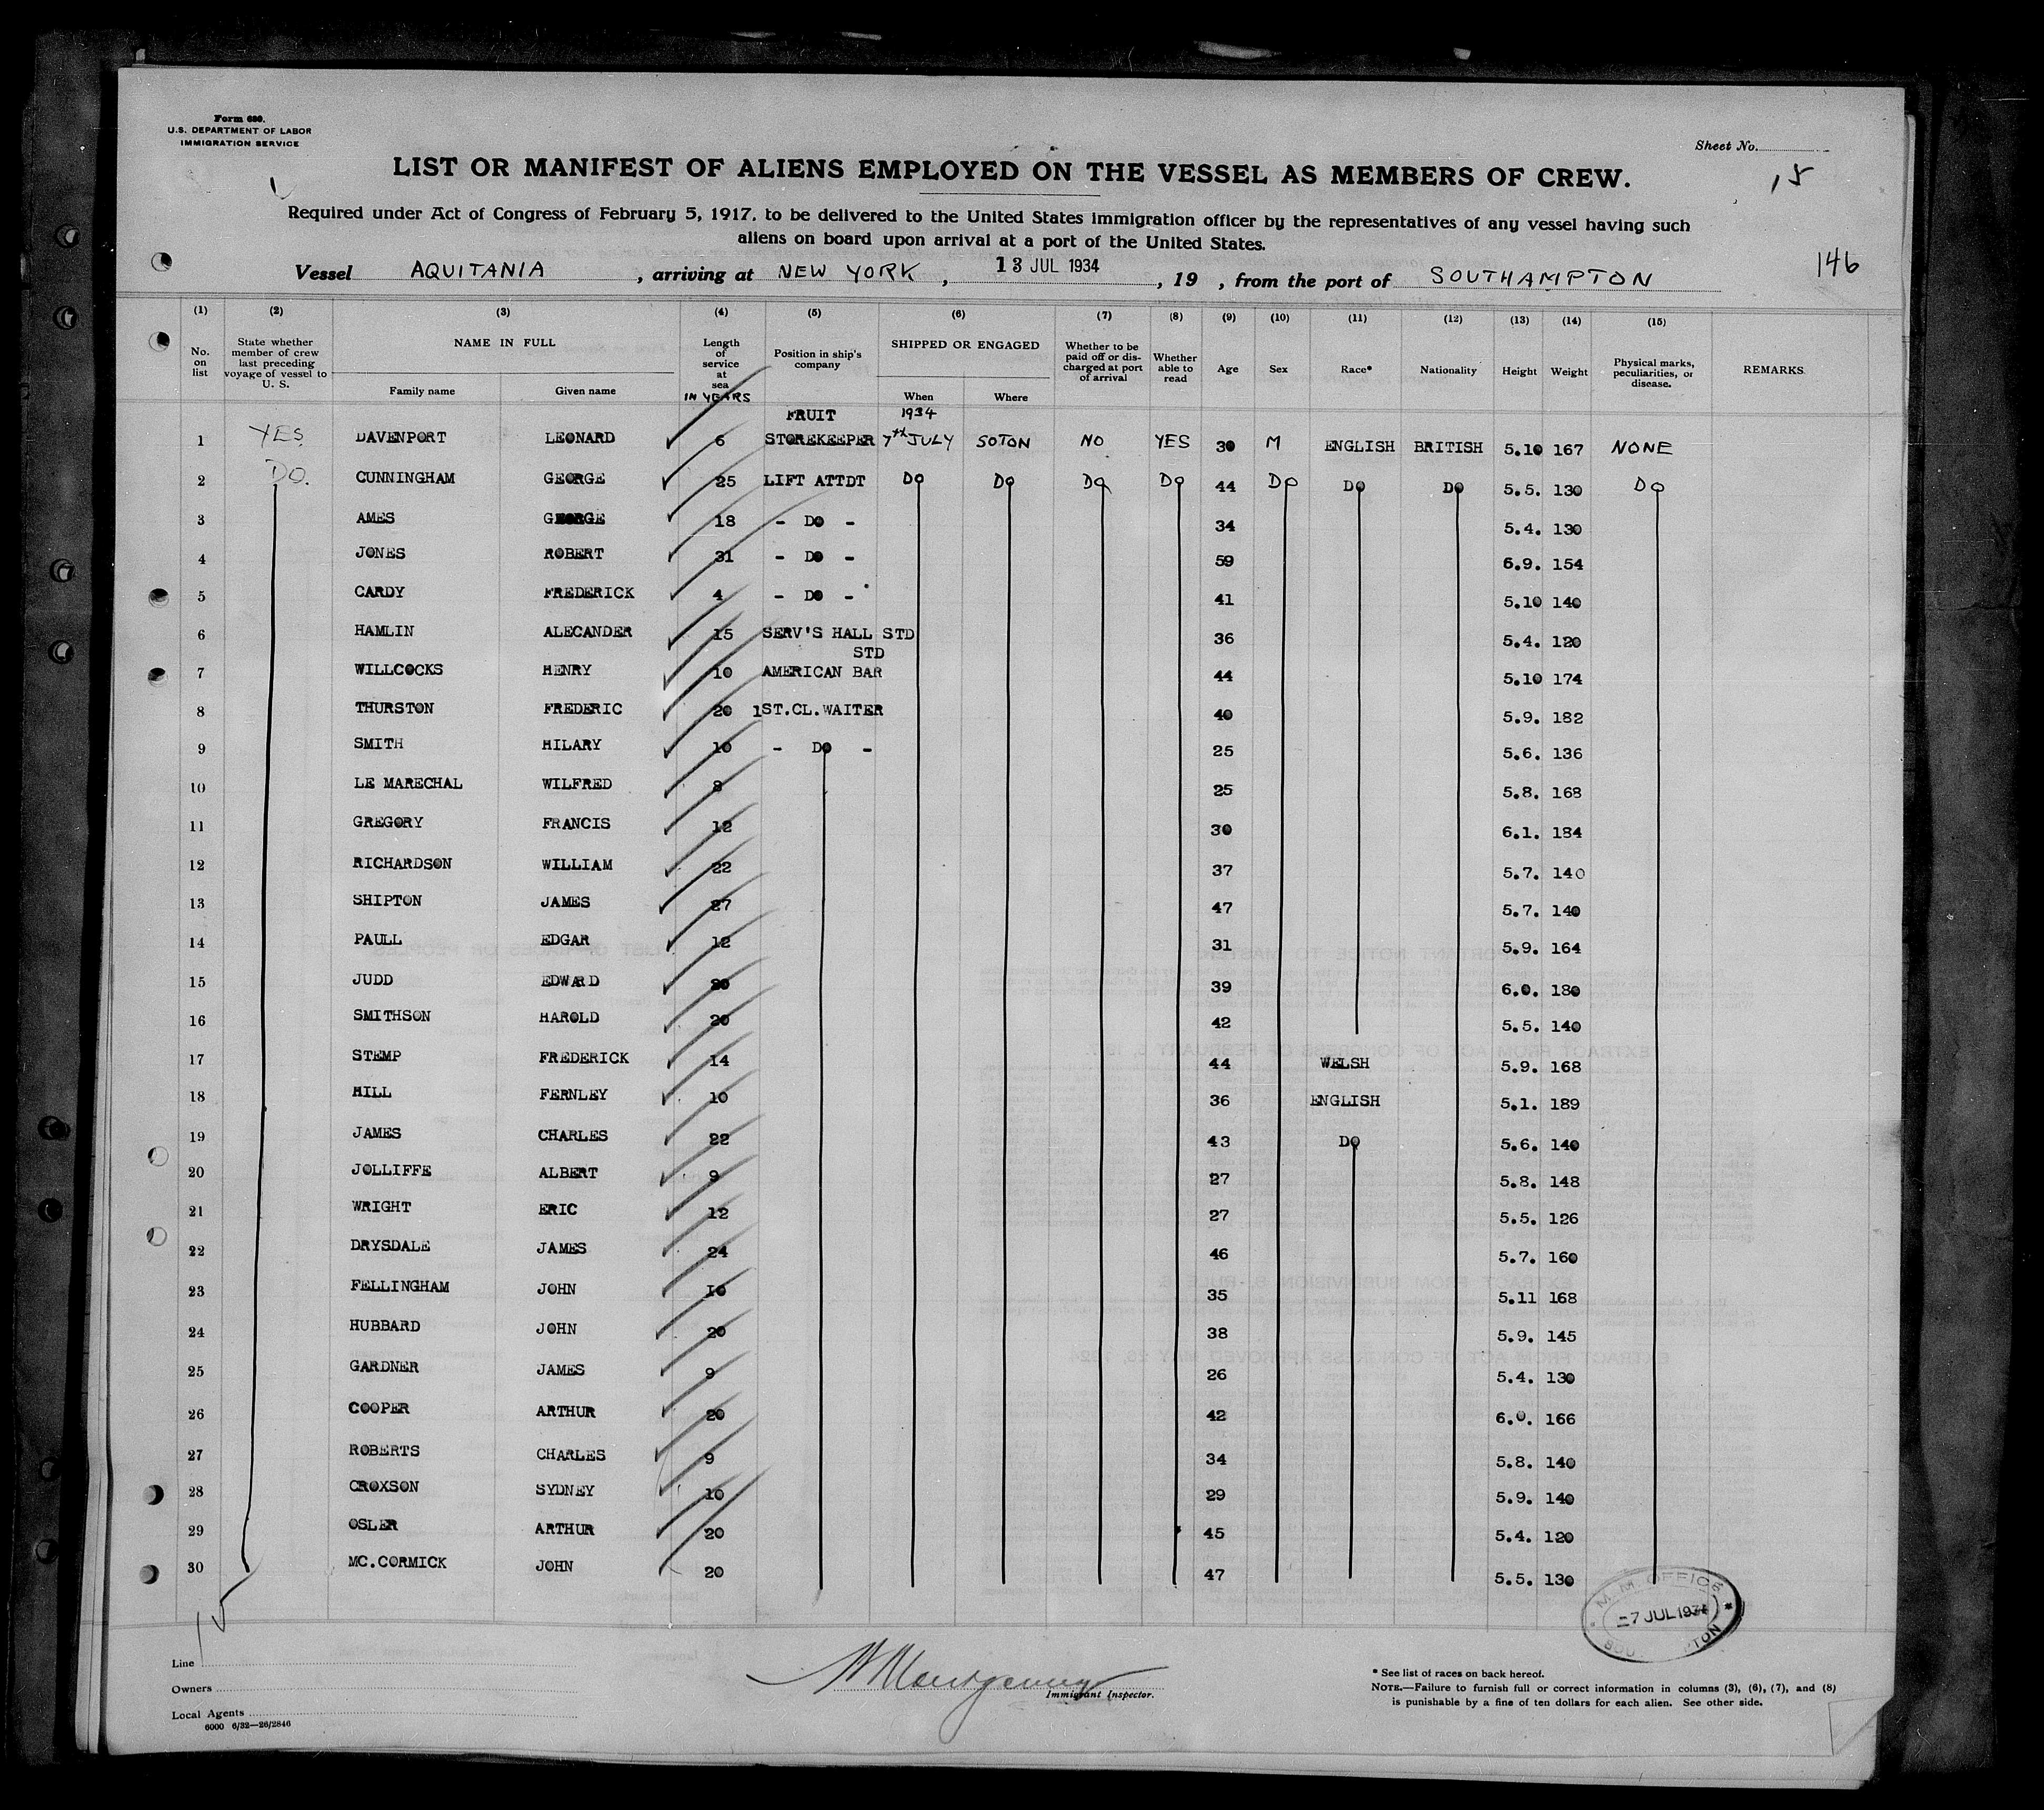 Form 680.
U.S. DEPARTMENT OF LABOR
IMMIGRATION SERVICE
Sheet No.
15
LIST OR MANIFEST OF ALIENS EMPLOYED ON THE VESSEL AS MEMBERS OF CREW.
Required under Act of Congress of February 5, 1917, to be delivered to the United States immigration officer by the representatives of any vessel having such
aliens on board upon arrival at a port of the United States.
146
Vessel AQUITANIA, arriving at NEW YORK, 13 JUL 1934, 19 , from the port of SOUTHAMPTON
(1) (2) (3) (4) (5) (6) (7) (8) (9) (10) (11) (12) (13) (14) (15)
No. on list State whether member of crew last preceding voyage of vessel to U. S. NAME IN FULL Family name Given name Length of service at sea IN YEARS Position in ship's company SHIPPED OR ENGAGED When Where Whether to be paid off or discharged at port of arrival Whether able to read Age Sex Race* Nationality Height Weight Physical marks, peculiarities, or disease. REMARKS.
FRUIT 1934
1 YES DAVENPORT LEONARD 6 STOREKEEPER 7th JULY SOTON NO YES 30 M ENGLISH BRITISH 5.10 167 NONE
2 DO. CUNNINGHAM GEORGE 25 LIFT ATTDT DO DO DO DO 44 DO DO DO 5.5. 130 DO
3 AMES GEORGE 18 - DO - 34 5.4. 130
4 JONES ROBERT 31 - DO - 59 6.9. 154
5 CARDY FREDERICK 4 - DO - 41 5.10 140
6 HAMLIN ALECANDER 15 SERV'S HALL STD 36 5.4. 120
STD
7 WILLCOCKS HENRY 10 AMERICAN BAR 44 5.10 174
8 THURSTON FREDERIC 20 1ST.CL.WAITER 40 5.9. 182
9 SMITH HILARY 10 - DO - 25 5.6. 136
10 LE MARECHAL WILFRED 8 25 5.8. 168
11 GREGORY FRANCIS 12 30 6.1. 184
12 RICHARDSON WILLIAM 22 37 5.7. 140
13 SHIPTON JAMES 27 47 5.7. 140
14 PAULL EDGAR 12 31 5.9. 164
15 JUDD EDWARD 20 39 6.0. 180
16 SMITHSON HAROLD 20 42 5.5. 140
17 STEMP FREDERICK 14 44 WELSH 5.9. 168
18 HILL FERNLEY 10 36 ENGLISH 5.1. 189
19 JAMES CHARLES 22 43 DO 5.6. 140
20 JOLLIFFE ALBERT 9 27 5.8. 148
21 WRIGHT ERIC 12 27 5.5. 126
22 DRYSDALE JAMES 24 46 5.7. 160
23 FELLINGHAM JOHN 10 35 5.11 168
24 HUBBARD JOHN 20 38 5.9. 145
25 GARDNER JAMES 9 26 5.4. 130
26 COOPER ARTHUR 20 42 6.0. 166
27 ROBERTS CHARLES 9 34 5.8. 140
28 CROXSON SYDNEY 10 29 5.9. 140
29 OSLER ARTHUR 20 45 5.4. 120
30 MC.CORMICK JOHN 20 47 5.5. 130
M.M. OFFICE
-7 JUL 1934
Line
Owners
Local Agents
6000 6/32—26/2846
Montgomery
Immigrant Inspector.
* See list of races on back hereof.
NOTE.—Failure to furnish full or correct information in columns (3), (6), (7), and (8)
is punishable by a fine of ten dollars for each alien. See other side.